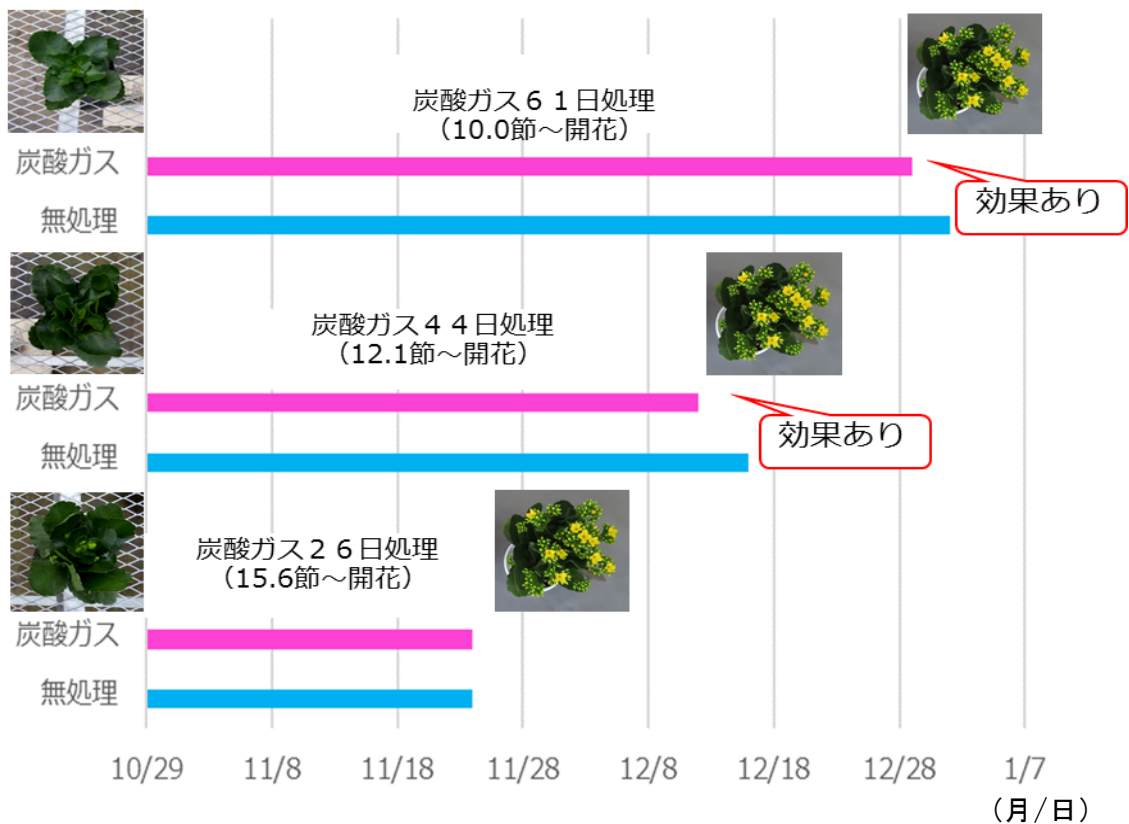 炭酸ガス６１日処理
（10.0節～開花）
炭酸ガス
効果あり
無処理
炭酸ガス４４日処理
（12.1節～開花）
炭酸ガス
効果あり
無処理
炭酸ガス２６日処理
（15.6節～開花）
炭酸ガス
無処理
10/29 11/8 11/18 11/28 12/8 12/18 12/28 1/7
（月/日）